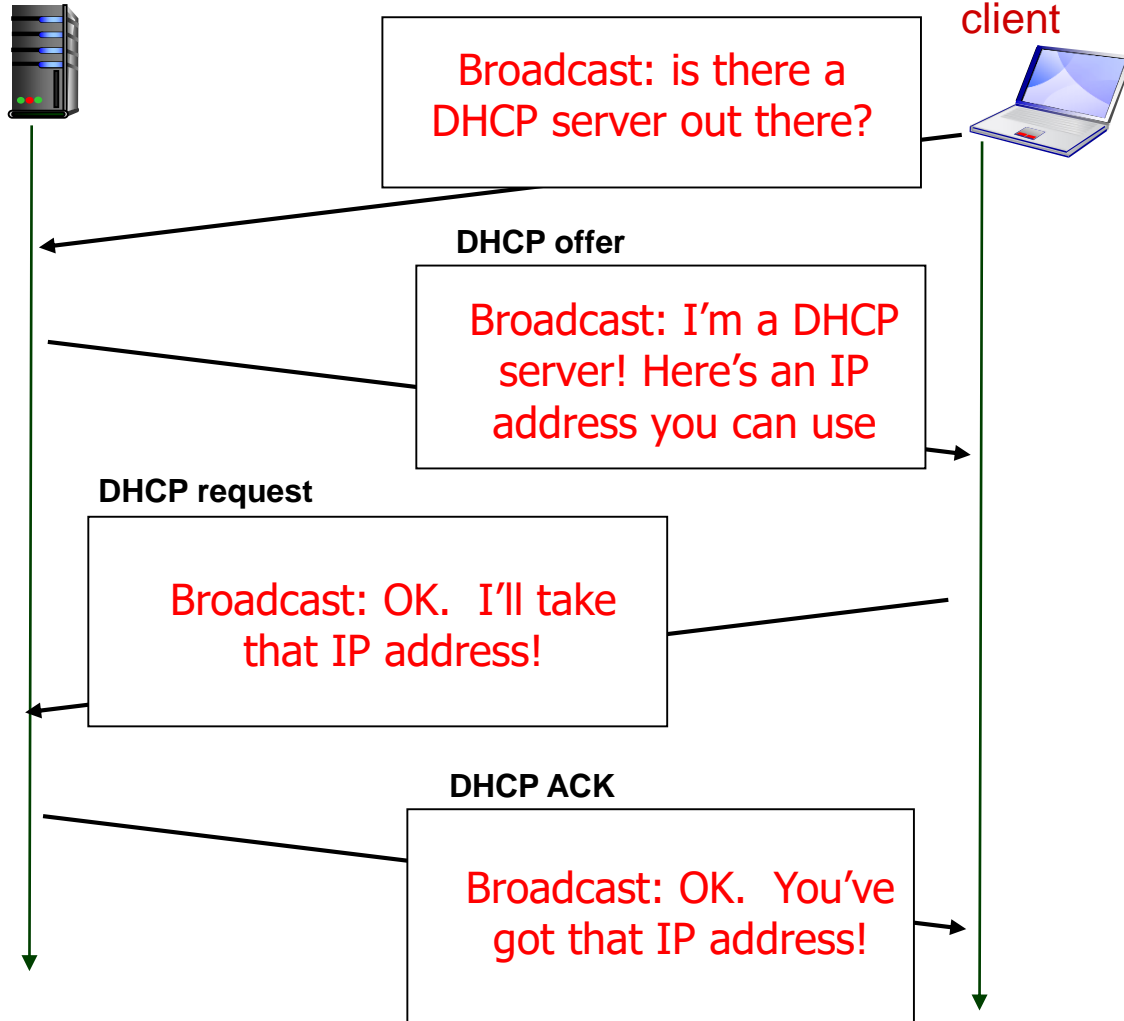 client
Broadcast: is there a
DHCP server out there?
DHCP offer
Broadcast: I’m a DHCP
server! Here’s an IP
address you can use
DHCP request
Broadcast: OK.  I’ll take
that IP address!
DHCP ACK
Broadcast: OK.  You’ve
got that IP address!